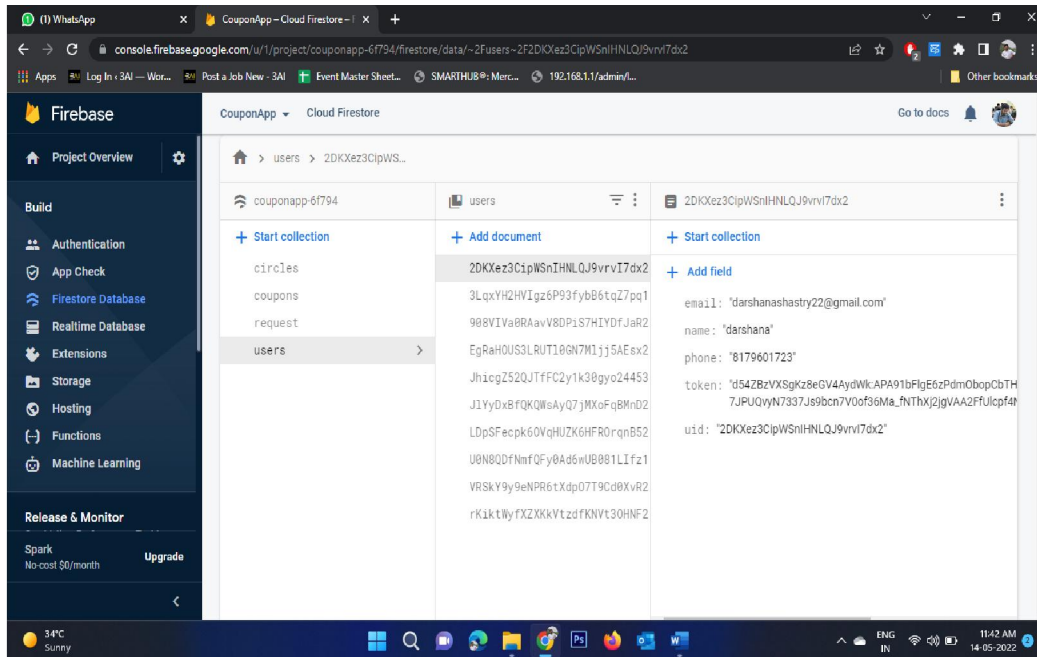 (1) WhatsApp
CouponApp – Cloud Firestore – F
console.firebase.google.com/u/1/project/couponapp-6f794/firestore/data/~2Fusers~2F2DKXez3CipWSnIHNLQJ9vrvI7dx2
Apps
Log In ‹ 3AI — Wor...
Post a Job New - 3AI
Event Master Sheet...
SMARTHUB®: Merc...
192.168.1.1/admin/l...
Other bookmarks
Firebase
CouponApp
Cloud Firestore
Go to docs
Project Overview
Build
Authentication
App Check
Firestore Database
Realtime Database
Extensions
Storage
Hosting
Functions
Machine Learning
Release & Monitor
Spark
No-cost $0/month
Upgrade
> users > 2DKXez3CipWS...
couponapp-6f794
+ Start collection
circles
coupons
request
users
users
+ Add document
2DKXez3CipWSnIHNLQJ9vrvI7dx2
3LqxYH2HVIgz6P93fybB6tqZ7pq1
908VIVa0RAavV8DPiS7HIYDfJaR2
EgRaHOUS3LRUTl0GN7Mljj5AEsx2
JhicgZ52QJTfFC2y1k30gyo24453
JlYyDxBfQKQWsAyQ7jMXoFqBMnD2
LDpSFecpk6OVqHUZK6HFROrqnB52
U0N8QDfNmfQFy0Ad6wUB081LIfz1
VRSkY9y9eNPR6tXdpO7T9Cd0XvR2
rKiktWyfXZXKkVtzdfKNVt3OHNF2
2DKXez3CipWSnIHNLQJ9vrvI7dx2
+ Start collection
+ Add field
email: "darshanashastry22@gmail.com"
name: "darshana"
phone: "8179601723"
token: "d54ZBzVXSgKz8eGV4AydWk:APA91bFlgE6zPdmObopCbTH
7JPUQvyN7337Js9bcn7V0of36Ma_fNThXj2jgVAA2FfUlcpf4N
uid: "2DKXez3CipWSnIHNLQJ9vrvI7dx2"
34°C
Sunny
ENG
IN
11:42 AM
14-05-2022
2